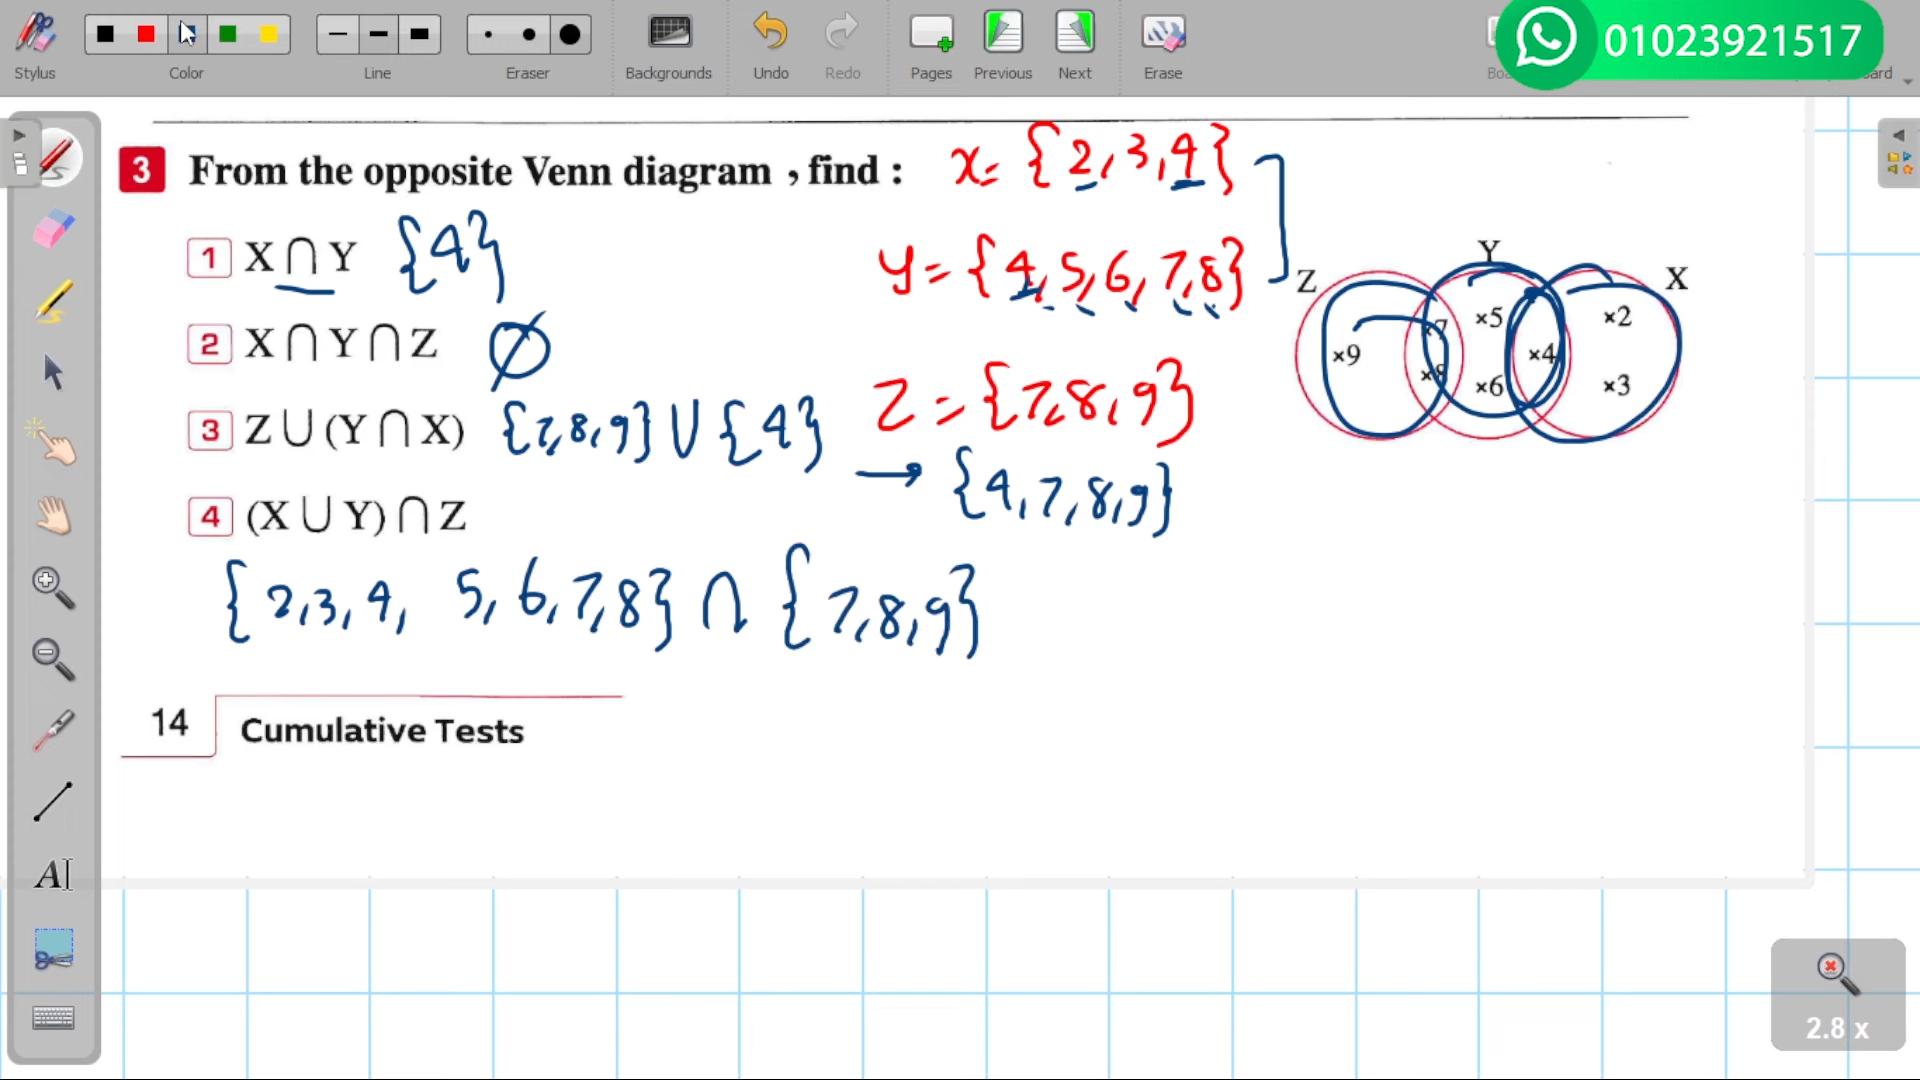 01023921517
Stylus
Color
Line
Eraser
Backgrounds
Undo
Redo
Pages
Previous
Next
Erase
3 From the opposite Venn diagram , find :
x= {2,3,4}
1 X ∩ Y {4}
y= {4,5,6,7,8}
2 X ∩ Y ∩ Z Ø
Z = {7,8,9}
3 Z ∪ (Y ∩ X) {7,8,9} ∪ {4} → {4,7,8,9}
4 (X ∪ Y) ∩ Z
{2,3,4, 5,6,7,8} ∩ {7,8,9}
Z
Y
X
×9
×7
×8
×5
×6
×4
×2
×3
14 Cumulative Tests
2.8 x